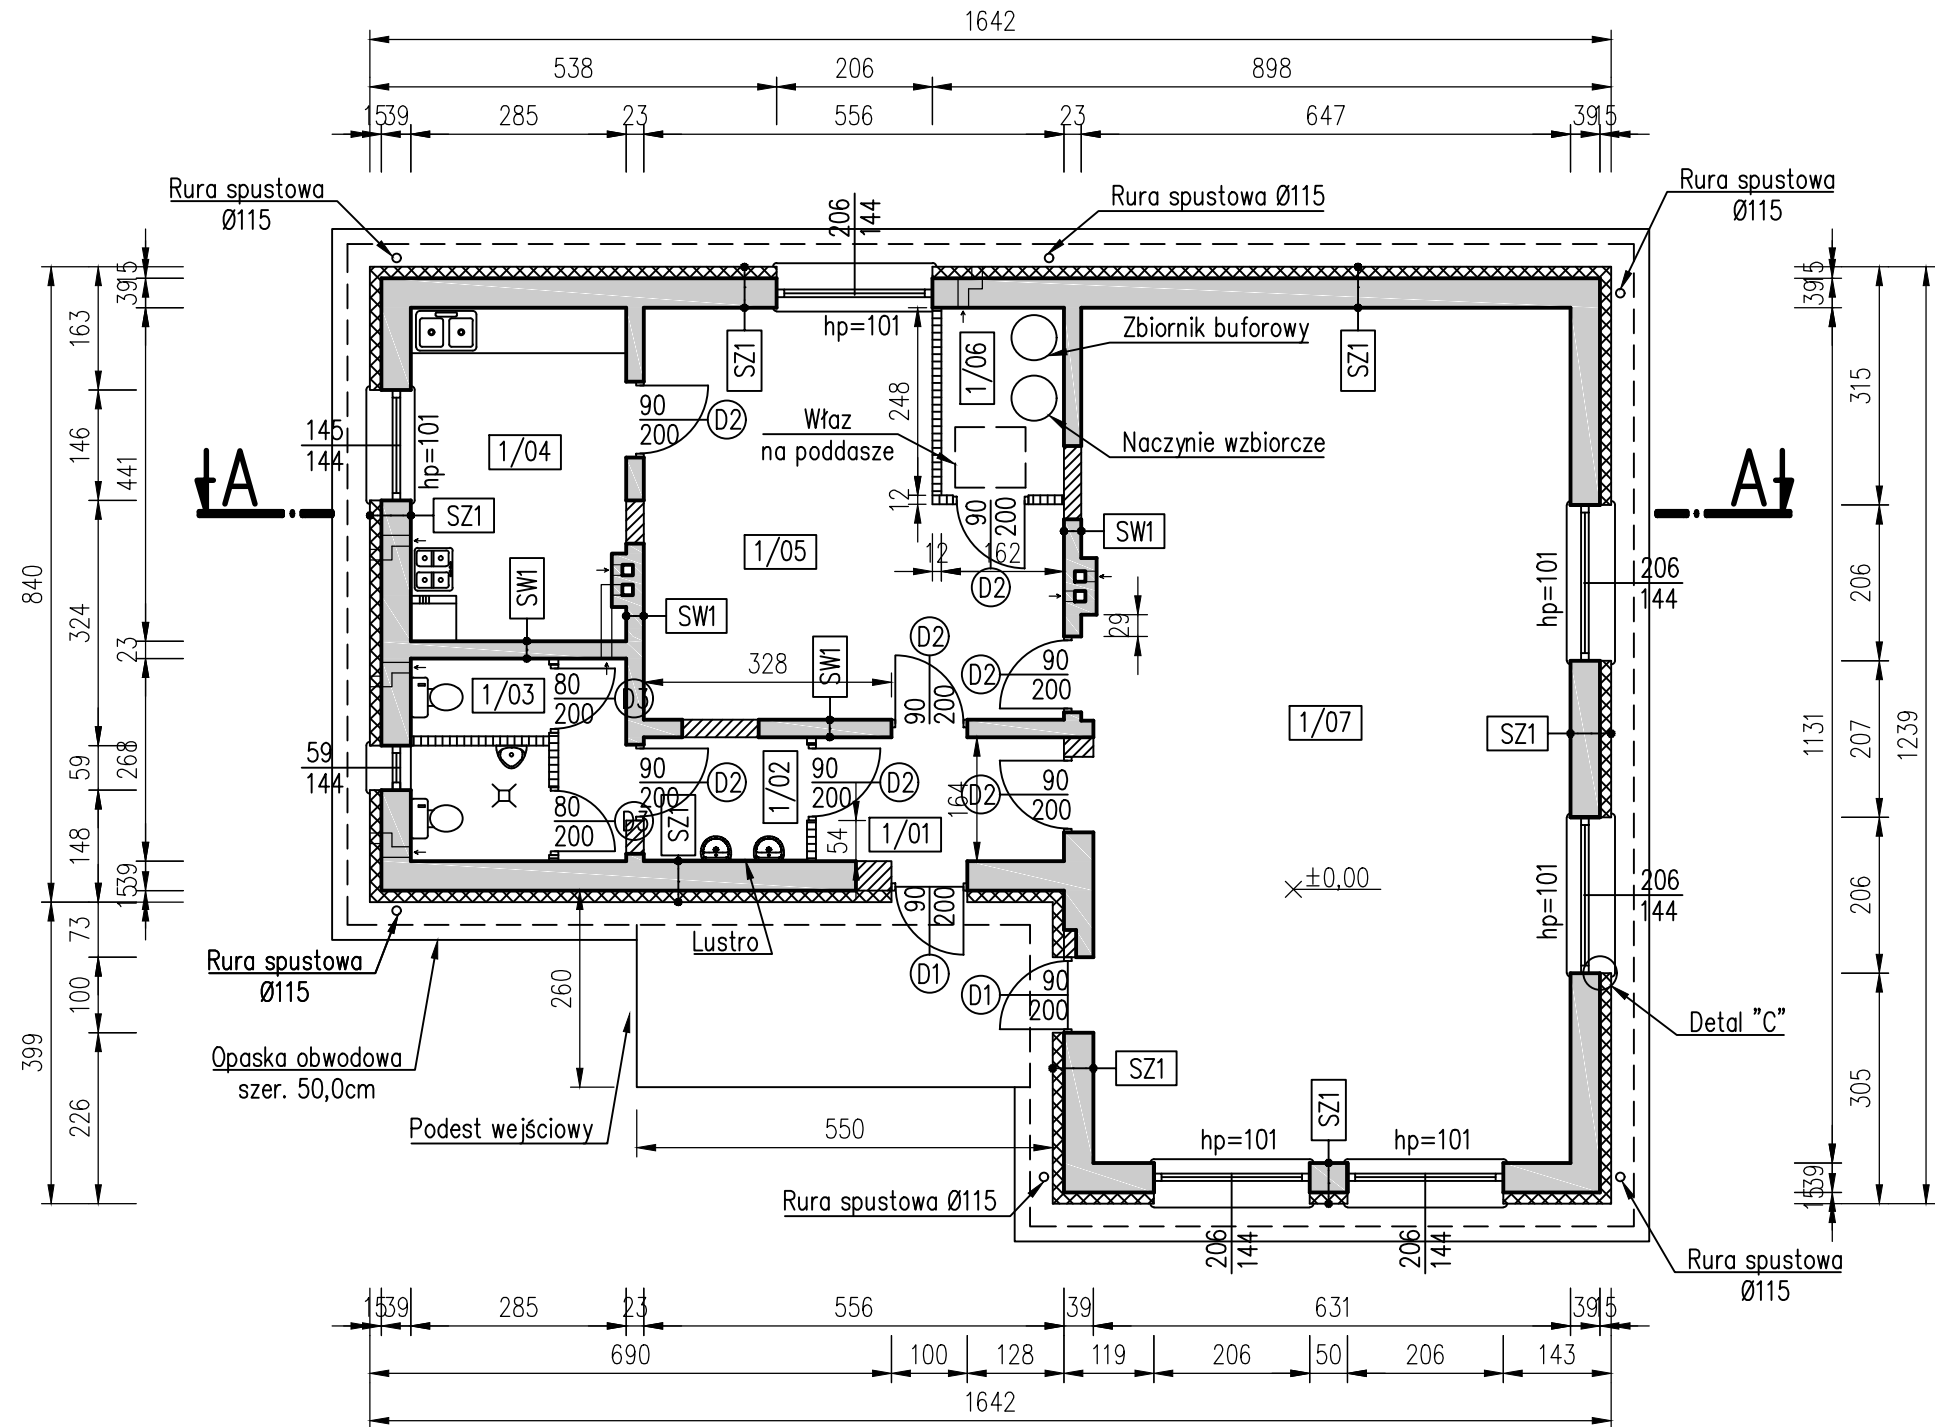 1642
538 206 898
15 39 285 23 556 23 647 39 15
Rura spustowa
Ø115
Rura spustowa Ø115
Rura spustowa
Ø115
206
144
hp=101
SZ1
SZ1
Zbiornik buforowy
1/06
248
Właz
na poddasze
Naczynie wzbiorcze
12
90
200
D2
145
144
hp=101
1/04
90
200
D2
A
A
SZ1
SW1
1/05
12 162
D2
SW1
SW1
29
hp=101
206
144
328
SW1
D2
90
200
D2
90
200
1/03
80
200
D3
1/07
SZ1
59
144
90
200
D2
1/02
90
200
D2
164
D2
90
200
80
200
D3
SZ1
54
1/01
±0,00
hp=101
206
144
90
200
D1
D1
90
200
Lustro
260
Rura spustowa
Ø115
Opaska obwodowa
szer. 50,0cm
Podest wejściowy
550
Detal "C"
SZ1
SZ1
hp=101
hp=101
Rura spustowa Ø115
206
144
206
144
Rura spustowa
Ø115
840
399
163
146
324
59
148
73
100
226
15
39
441
23
268
39
15
15
39
1131
39
15
315
206
207
206
305
1239
15 39 285 23 556 39 631 39 15
690 100 128 119 206 50 206 143
1642